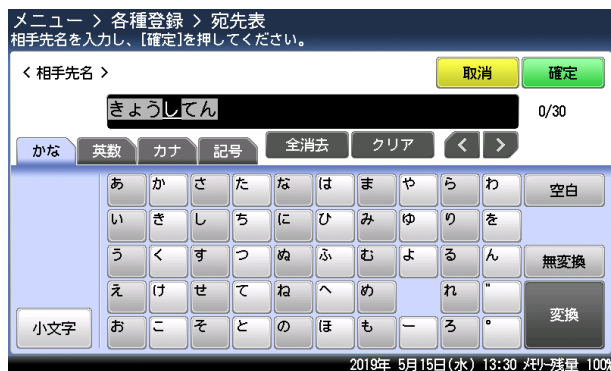 メニュー > 各種登録 > 宛先表
相手先名を入力し、[確定]を押してください。
< 相手先名 >
取消
確定
きょうしてん
0/30
かな
英数
カナ
記号
全消去
クリア
<
>
あ か さ た な は ま や ら わ 空白
い き し ち に ひ み ゆ り を
う く す つ ぬ ふ む よ る ん 無変換
え け せ て ね へ め れ " 変換
小文字 お こ そ と の ほ も ー ろ °
2019年 5月15日(水) 13:30 メモリー残量 100%